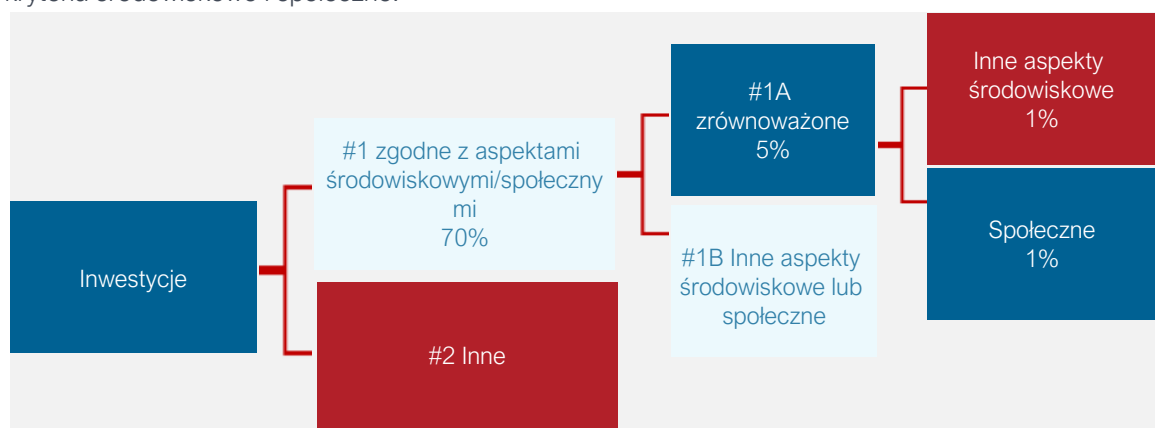 Inwestycje
#1 zgodne z aspektami
środowiskowymi/społeczny
mi
70%
#2 Inne
#1A
zrównoważone
5%
#1B Inne aspekty
środowiskowe lub
społeczne
Inne aspekty
środowiskowe
1%
Społeczne
1%